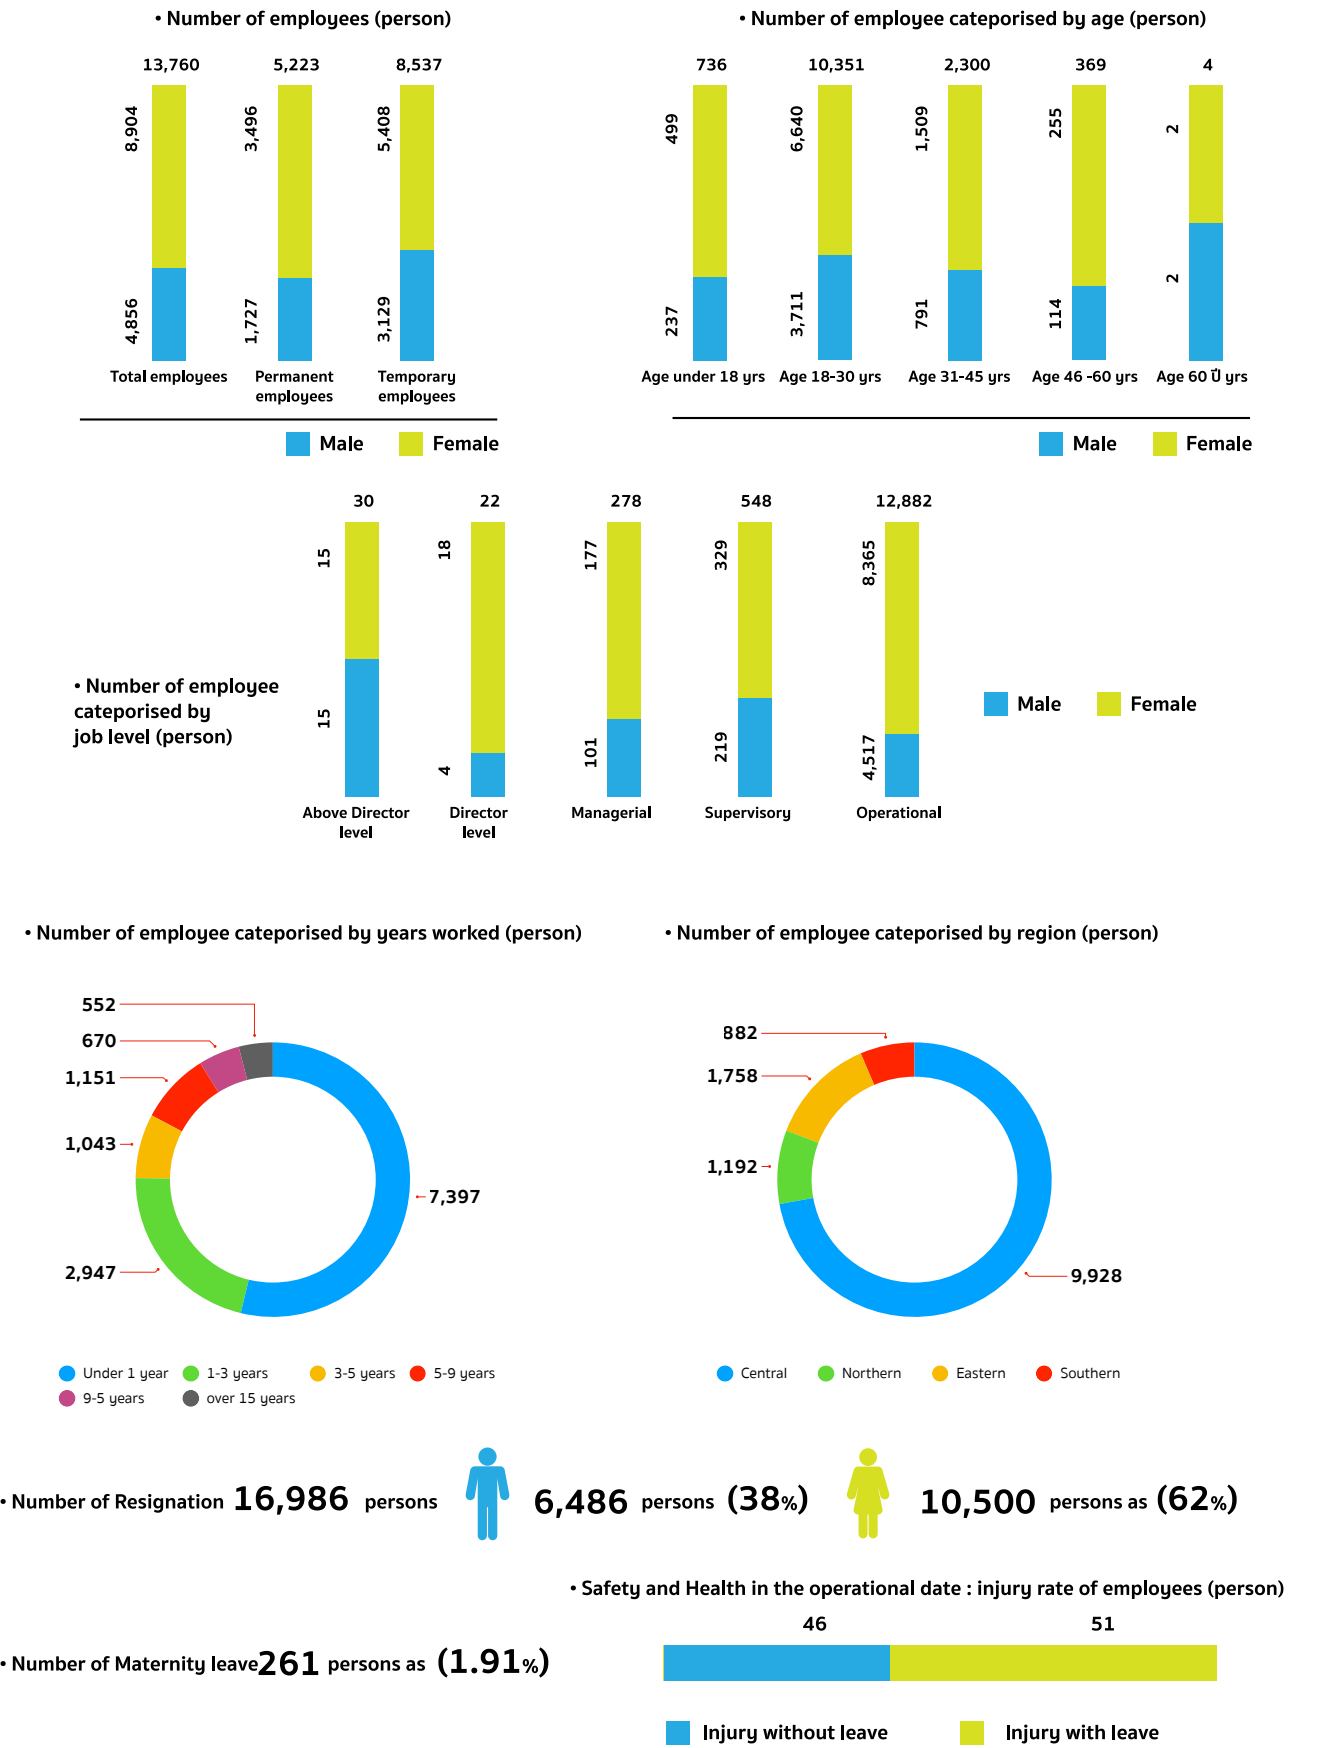 • Number of employees (person)
13,760 5,223 8,537
8,904 3,496 5,408
4,856 1,727 3,129
Total employees Permanent employees Temporary employees
Male Female
• Number of employee cateporised by age (person)
736 10,351 2,300 369 4
499 6,640 1,509 255 2
237 3,711 791 114 2
Age under 18 yrs Age 18-30 yrs Age 31-45 yrs Age 46 -60 yrs Age 60 ปี yrs
Male Female
• Number of employee
cateporised by
job level (person)
30 22 278 548 12,882
15 18 177 329 8,365
15 4 101 219 4,517
Above Director level Director level Managerial Supervisory Operational
Male Female
• Number of employee cateporised by years worked (person)
552
670
1,151
1,043
7,397
2,947
Under 1 year 1-3 years 3-5 years 5-9 years
9-5 years over 15 years
• Number of employee cateporised by region (person)
882
1,758
1,192
9,928
Central Northern Eastern Southern
• Number of Resignation 16,986 persons 6,486 persons (38%) 10,500 persons as (62%)
• Safety and Health in the operational date : injury rate of employees (person)
46 51
• Number of Maternity leave 261 persons as (1.91%)
Injury without leave Injury with leave